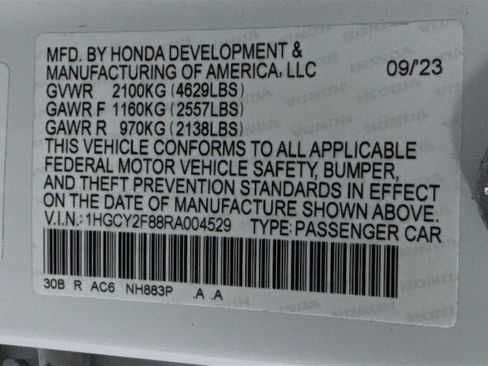 MFD. BY HONDA DEVELOPMENT &
MANUFACTURING OF AMERICA, LLC 09/23
GVWR 2100KG (4629LBS)
GAWR F 1160KG (2557LBS)
GAWR R 970KG (2138LBS)
THIS VEHICLE CONFORMS TO ALL APPLICABLE
FEDERAL MOTOR VEHICLE SAFETY, BUMPER,
AND THEFT PREVENTION STANDARDS IN EFFECT
ON THE DATE OF MANUFACTURE SHOWN ABOVE.
V.I.N.: 1HGCY2F88RA004529 TYPE: PASSENGER CAR
30B R AC6 NH883P .A .A